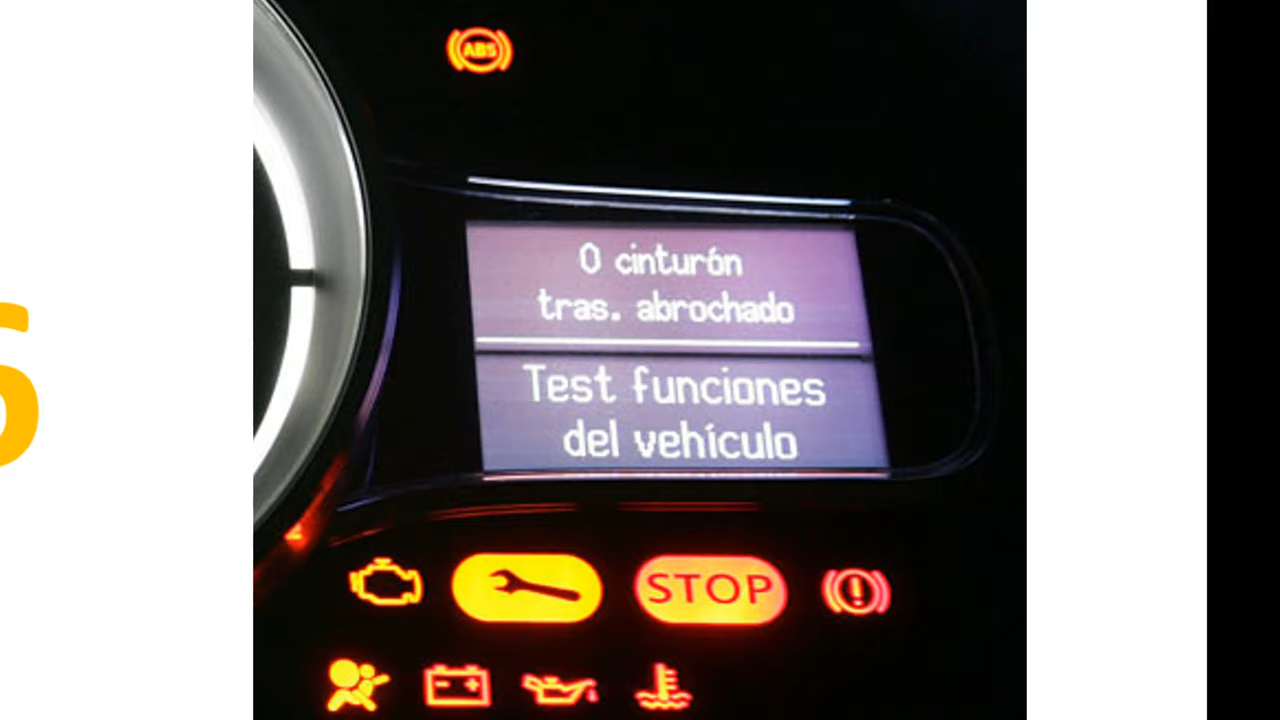 ABS
0 cinturón
tras. abrochado
Test funciones
del vehículo
STOP